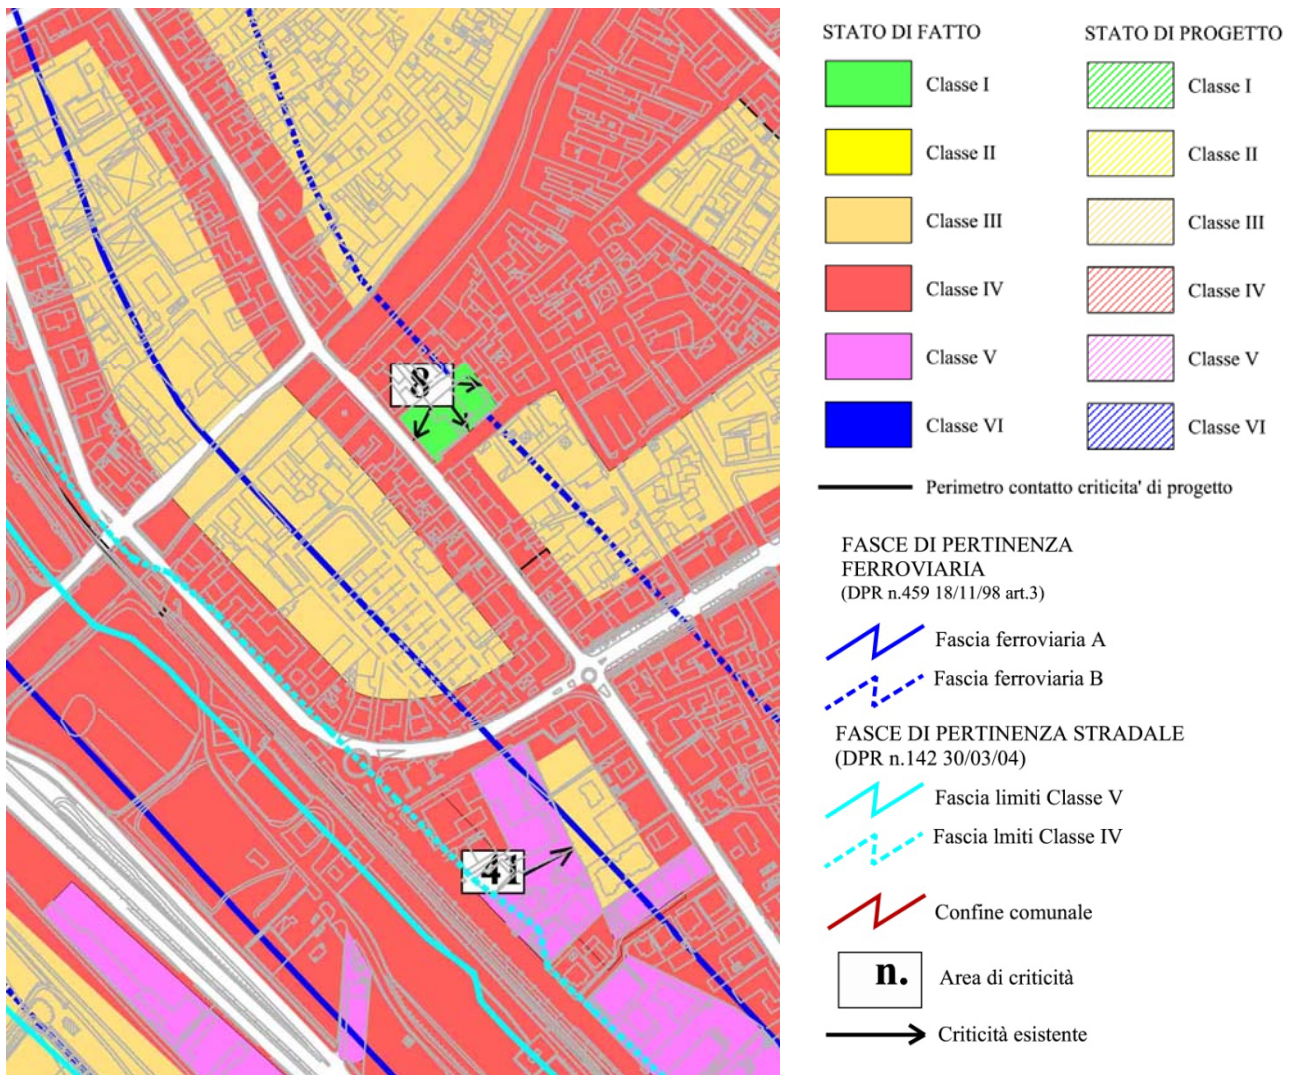 8
41
STATO DI FATTO
Classe I
Classe II
Classe III
Classe IV
Classe V
Classe VI
STATO DI PROGETTO
Classe I
Classe II
Classe III
Classe IV
Classe V
Classe VI
Perimetro contatto criticita' di progetto
FASCE DI PERTINENZA
FERROVIARIA
(DPR n.459 18/11/98 art.3)
Fascia ferroviaria A
Fascia ferroviaria B
FASCE DI PERTINENZA STRADALE
(DPR n.142 30/03/04)
Fascia limiti Classe V
Fascia lmiti Classe IV
Confine comunale
n.
Area di criticità
Criticità esistente